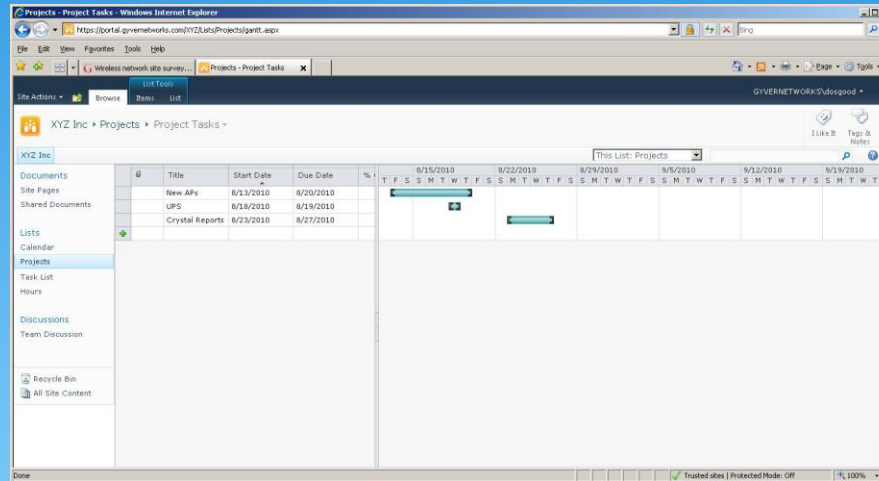 Projects - Project Tasks - Windows Internet Explorer
https://portal.gyvernetworks.com/XYZ/Lists/Projects/gantt.aspx
Bing
File Edit View Favorites Tools Help
Wireless network site survey... Projects - Project Tasks
Page Tools
List Tools
GYVERNETWORKS\dosgood
Site Actions Browse Items List
XYZ Inc Projects Project Tasks
I Like It Tags & Notes
XYZ Inc
This List: Projects
Documents
Site Pages
Shared Documents
Lists
Calendar
Projects
Task List
Hours
Discussions
Team Discussion
Recycle Bin
All Site Content
Title Start Date Due Date %
New APs 8/13/2010 8/20/2010
UPS 8/18/2010 8/19/2010
Crystal Reports 8/23/2010 8/27/2010
8/15/2010 8/22/2010 8/29/2010 9/5/2010 9/12/2010 9/19/2010
T F S S M T W T F S S M T W T F S S M T W T F S S M T W T F S S M T W T F S S M T W T
Done
Trusted sites | Protected Mode: Off
100%